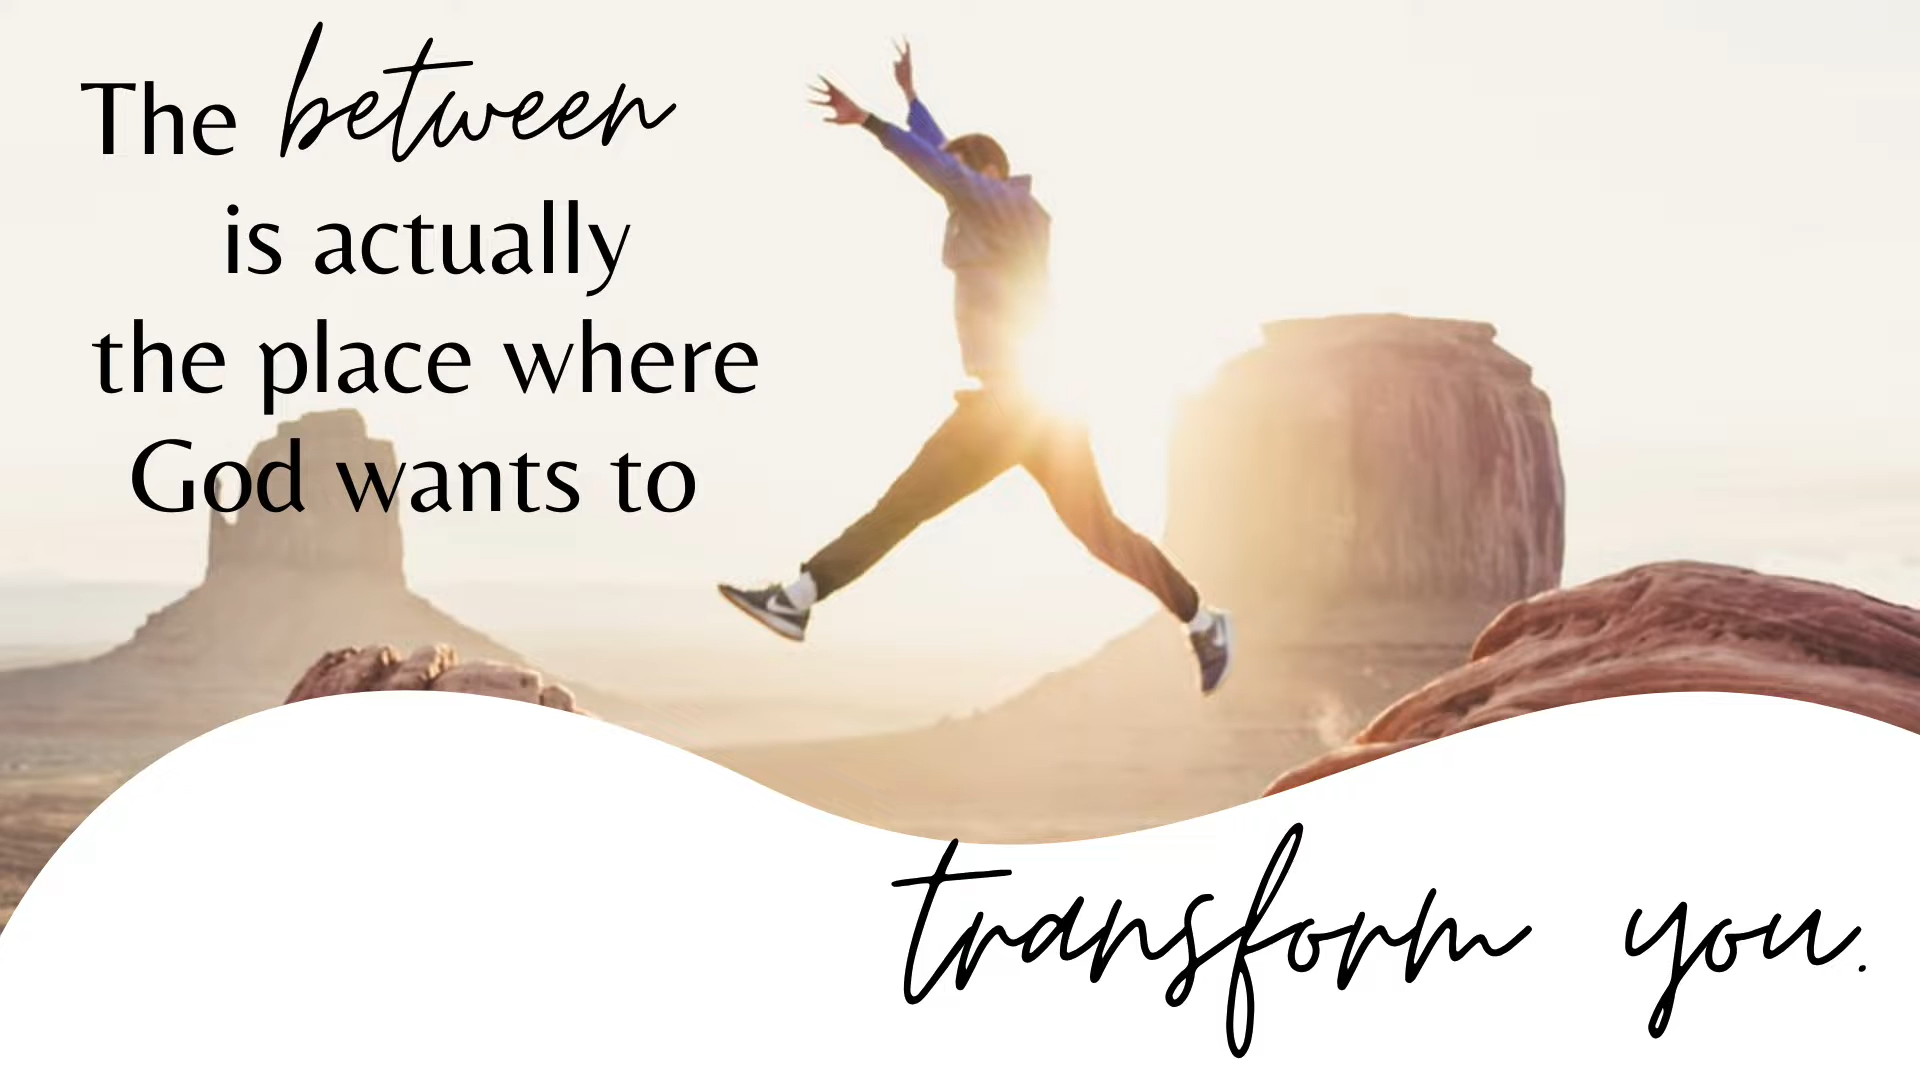 The between
is actually
the place where
God wants to
transform you.